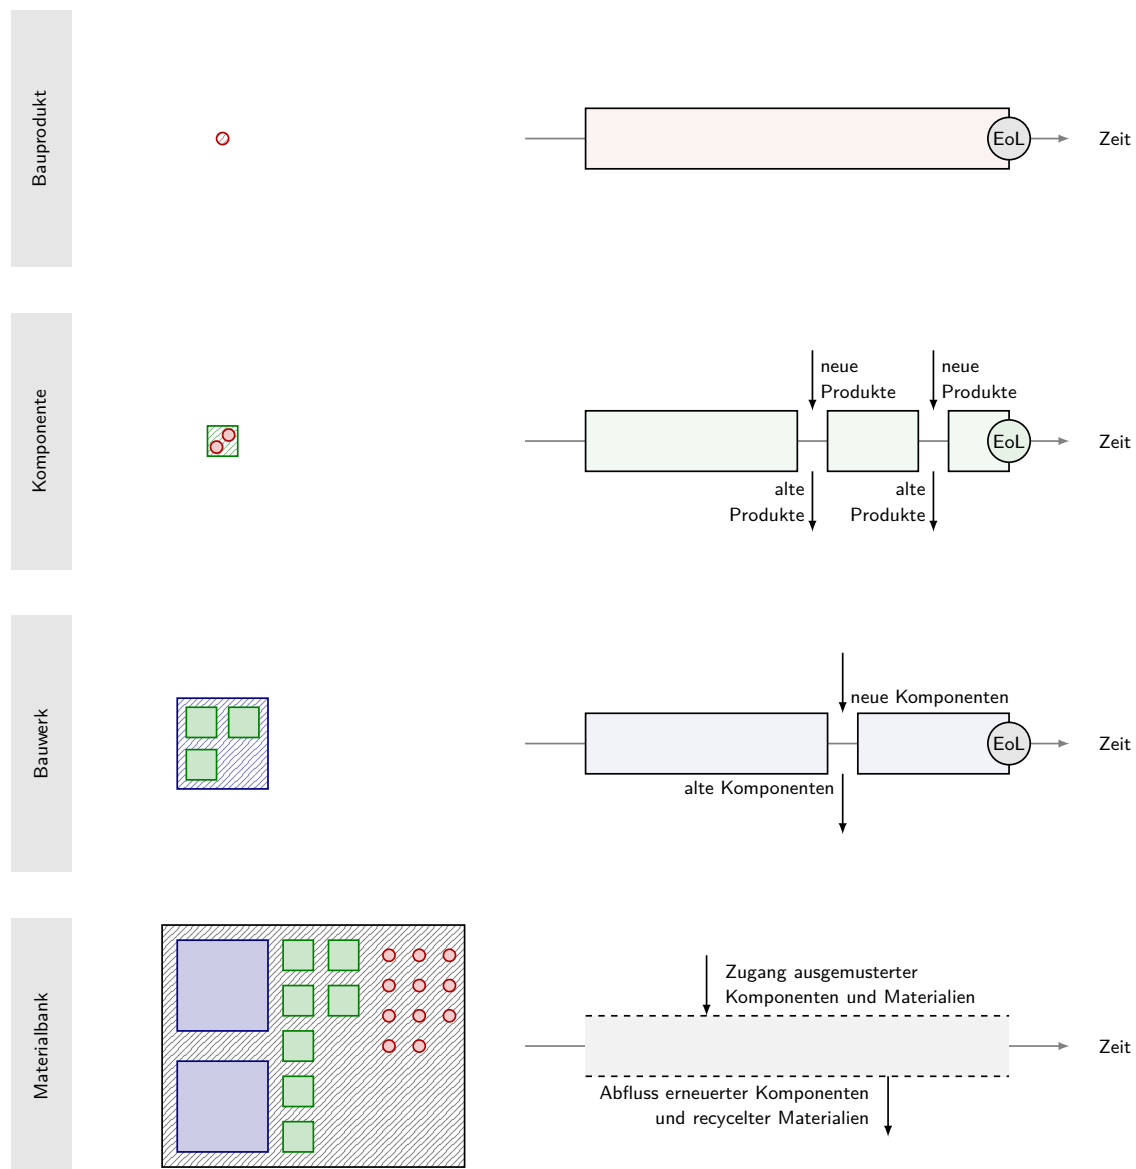 Bauprodukt
EoL
Zeit
Komponente
neue
Produkte
neue
Produkte
EoL
Zeit
alte
Produkte
alte
Produkte
Bauwerk
neue Komponenten
EoL
Zeit
alte Komponenten
Materialbank
Zugang ausgemusterter
Komponenten und Materialien
Zeit
Abfluss erneuerter Komponenten
und recycelter Materialien